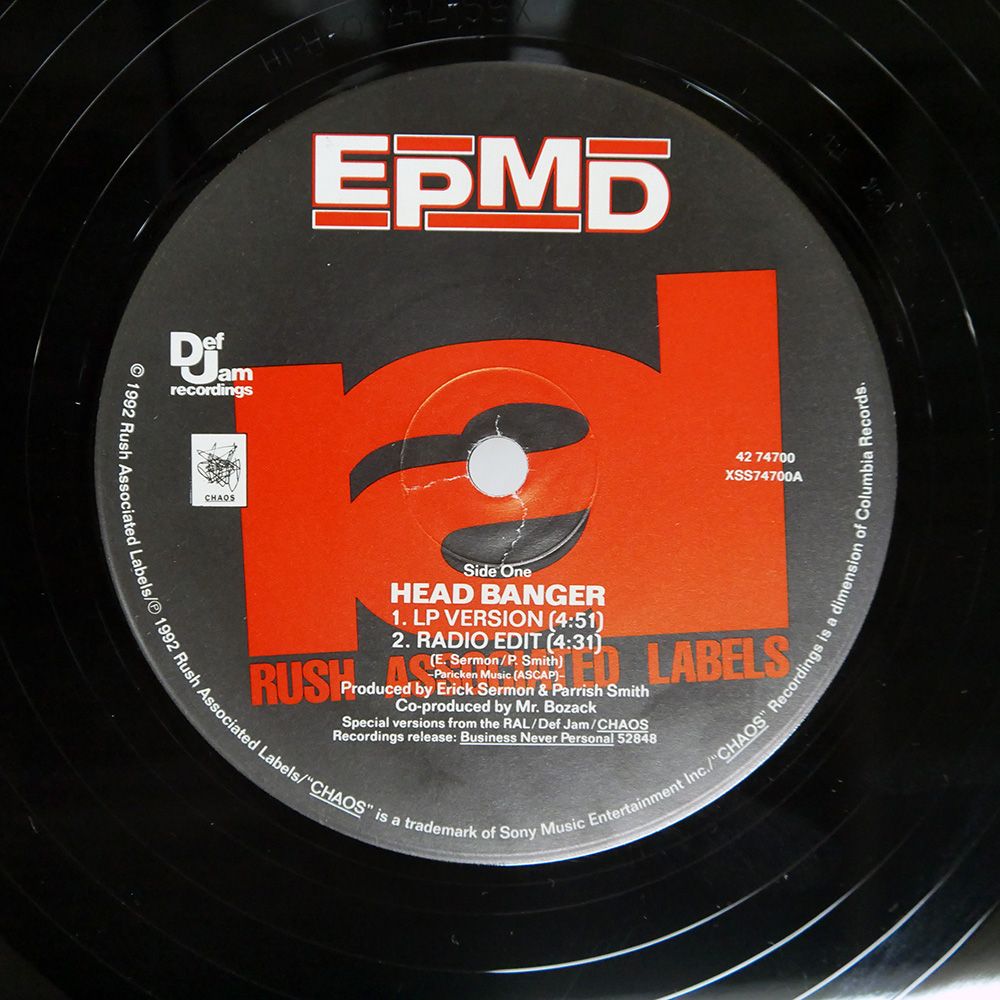 EPMD
Def
Jam
recordings
CHAOS
ral
42 74700
XSS74700A
Side One
HEAD BANGER
1. LP VERSION (4:51)
2. RADIO EDIT (4:31)
(E. Sermon/P. Smith)
–Paricken Music (ASCAP)–
RUSH ASSOCIATED LABELS
Produced by Erick Sermon & Parrish Smith
Co-produced by Mr. Bozack
Special versions from the RAL/Def Jam/CHAOS
Recordings release: Business Never Personal 52848
© 1992 Rush Associated Labels/℗ 1992 Rush Associated Labels/"CHAOS" is a trademark of Sony Music Entertainment Inc./"CHAOS" Recordings is a dimension of Columbia Records.